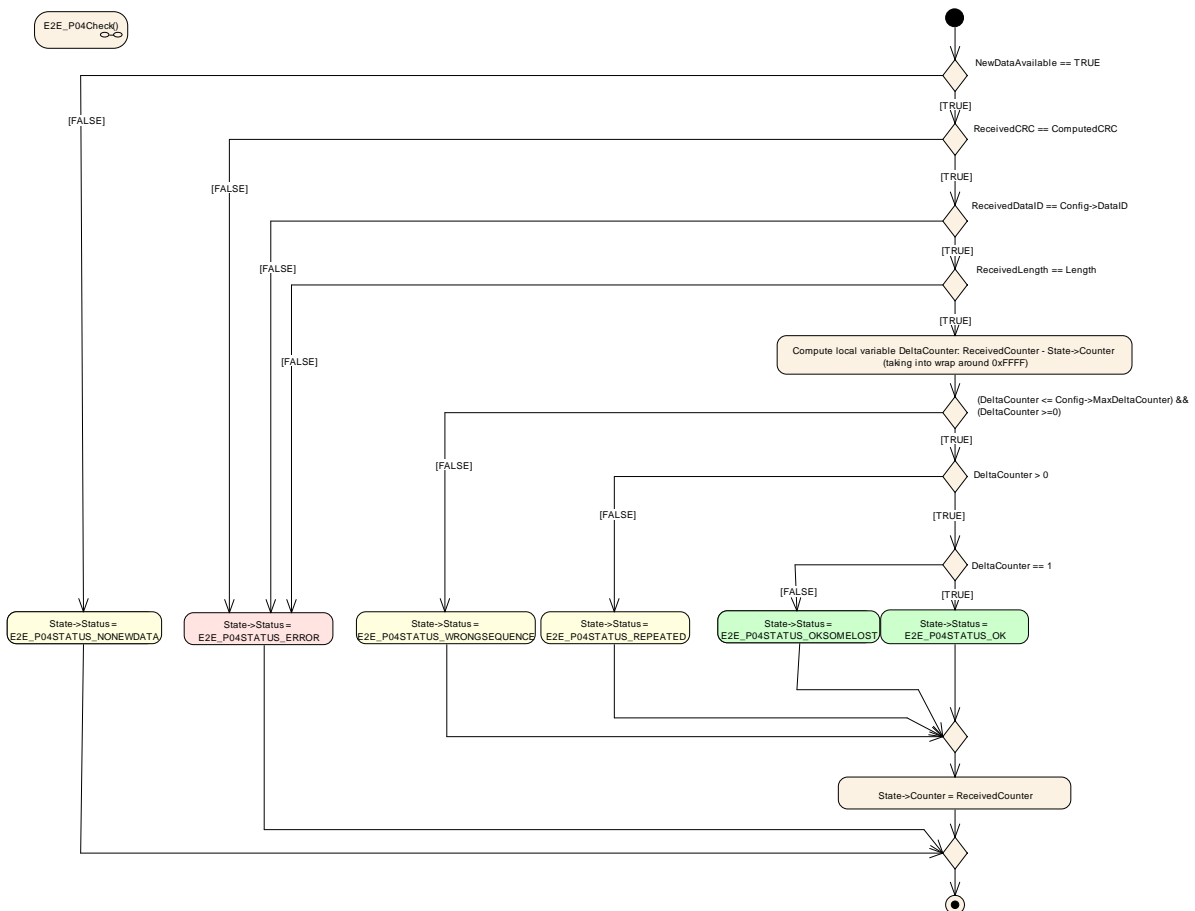 E2E_P04Check()
NewDataAvailable == TRUE
[TRUE]
[FALSE]
ReceivedCRC == ComputedCRC
[TRUE]
[FALSE]
ReceivedDataID == Config->DataID
[TRUE]
[FALSE]
ReceivedLength == Length
[TRUE]
[FALSE]
Compute local variable DeltaCounter: ReceivedCounter - State->Counter
(taking into wrap around 0xFFFF)
(DeltaCounter <= Config->MaxDeltaCounter) &&
(DeltaCounter >=0)
[TRUE]
[FALSE]
DeltaCounter > 0
[TRUE]
[FALSE]
DeltaCounter == 1
[TRUE]
[FALSE]
State->Status =
E2E_P04STATUS_NONEWDATA
State->Status =
E2E_P04STATUS_ERROR
State->Status =
E2E_P04STATUS_WRONGSEQUENCE
State->Status =
E2E_P04STATUS_REPEATED
State->Status =
E2E_P04STATUS_OKSOMELOST
State->Status =
E2E_P04STATUS_OK
State->Counter = ReceivedCounter